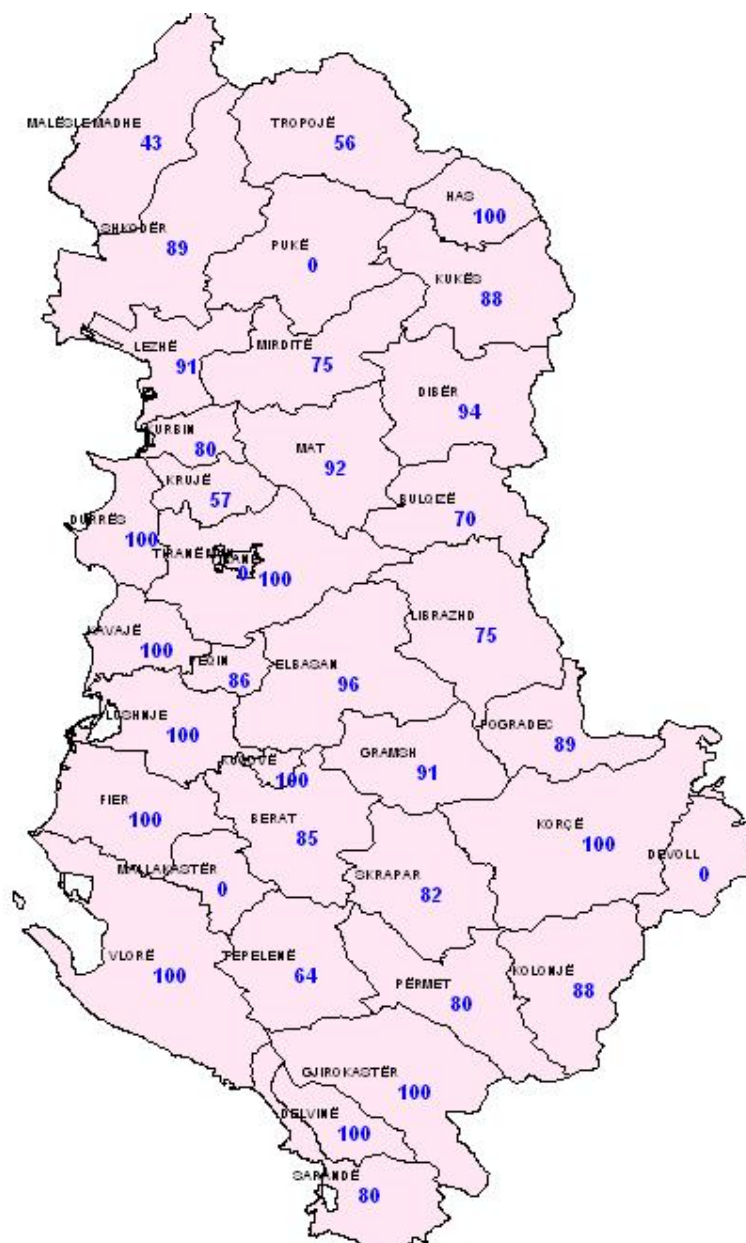 MALËSI E MADHE
43
TROPOJË
56
HAS
100
SHKODËR
89
PUKË
0
KUKËS
88
LEZHË
91
MIRDITË
75
DIBËR
94
KURBIN
80
MAT
92
KRUJË
57
BULQIZË
70
DURRËS
100
0
100
LIBRAZHD
75
KAVAJË
100
PEQIN
86
ELBASAN
96
LUSHNJE
100
POGRADEC
89
KUÇOVË
100
GRAMSH
91
FIER
100
BERAT
85
KORÇË
100
DEVOLL
0
MALLAKASTËR
0
SKRAPAR
82
VLORË
100
TEPELENË
64
PËRMET
80
KOLONJË
88
GJIROKASTËR
100
DELVINË
100
SARANDË
80